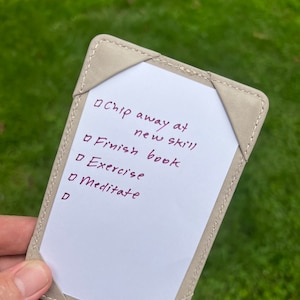 □ Chip away at
new skill
□ Finish book
□ Exercise
□ Meditate
□